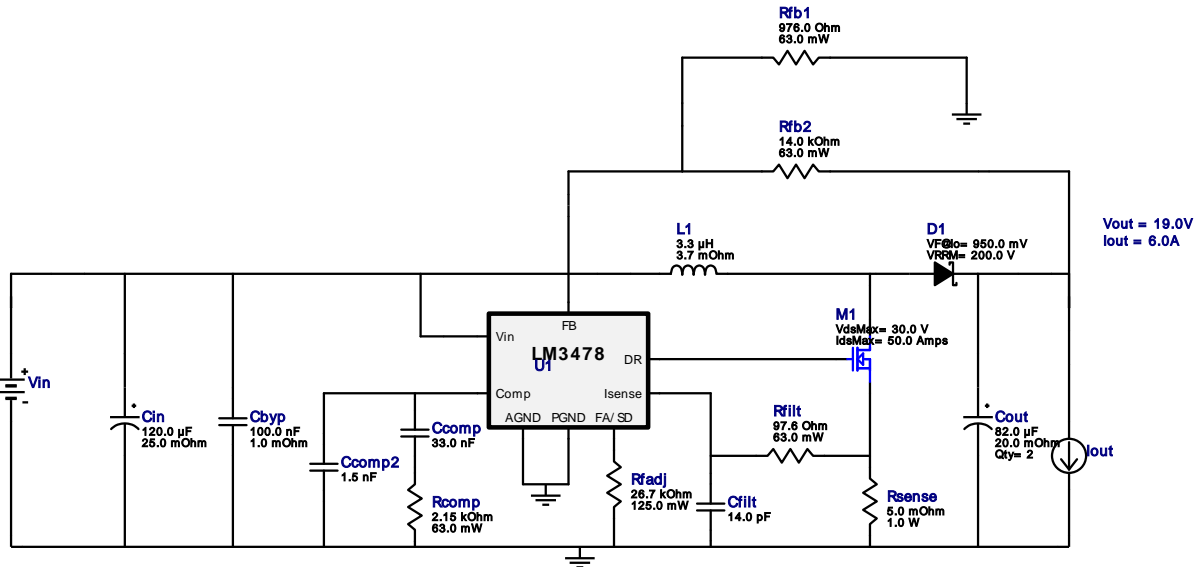 Rfb1
976.0 Ohm
63.0 mW
Rfb2
14.0 kOhm
63.0 mW
Vout = 19.0V
Iout = 6.0A
L1
3.3 µH
3.7 mOhm
D1
VF@Io= 950.0 mV
VRRM= 200.0 V
M1
VdsMax= 30.0 V
IdsMax= 50.0 Amps
FB
Vin
LM3478
U1
DR
Comp
Isense
AGND PGND FA/ SD
+
Vin
-
Cin
120.0 µF
25.0 mOhm
Cbyp
100.0 nF
1.0 mOhm
Ccomp2
1.5 nF
Ccomp
33.0 nF
Rcomp
2.15 kOhm
63.0 mW
Rfadj
26.7 kOhm
125.0 mW
Cfilt
14.0 pF
Rfilt
97.6 Ohm
63.0 mW
Rsense
5.0 mOhm
1.0 W
Cout
82.0 µF
20.0 mOhm
Qty= 2
Iout